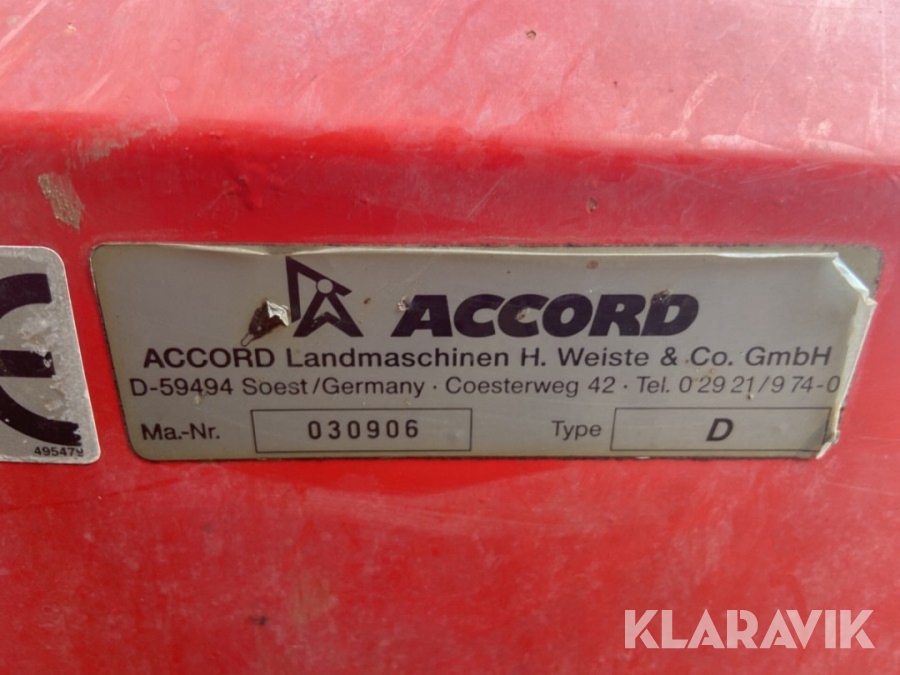 ACCORD
ACCORD Landmaschinen H. Weiste & Co. GmbH
D-59494 Soest/Germany · Coesterweg 42 · Tel. 0 29 21/9 74-0
Ma.-Nr. 030906 Type D
CE
495479
KLARAVIK